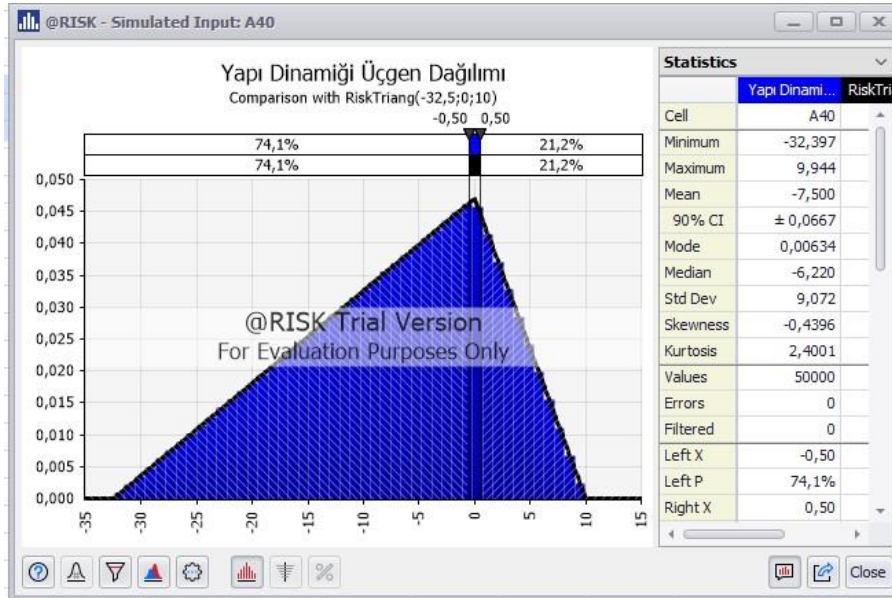 @RISK - Simulated Input: A40
Yapı Dinamiği Üçgen Dağılımı
Comparison with RiskTriang(-32,5;0;10)
-0,50 0,50
74,1% 21,2%
74,1% 21,2%
0,050
0,045
0,040
0,035
0,030
0,025
0,020
0,015
0,010
0,005
0,000
@RISK Trial Version
For Evaluation Purposes Only
-35 -30 -25 -20 -15 -10 -5 0 5 10 15
Statistics
Yapı Dinami... RiskTri
Cell A40
Minimum -32,397
Maximum 9,944
Mean -7,500
90% CI ± 0,0667
Mode 0,00634
Median -6,220
Std Dev 9,072
Skewness -0,4396
Kurtosis 2,4001
Values 50000
Errors 0
Filtered 0
Left X -0,50
Left P 74,1%
Right X 0,50
Close